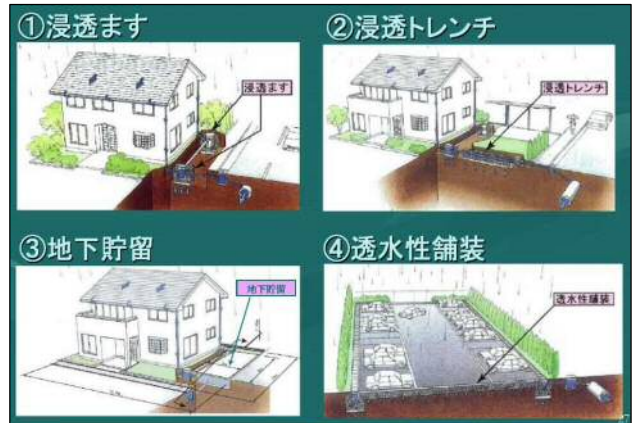 ①浸透ます
浸透ます
②浸透トレンチ
浸透トレンチ
③地下貯留
地下貯留
④透水性舗装
透水性舗装